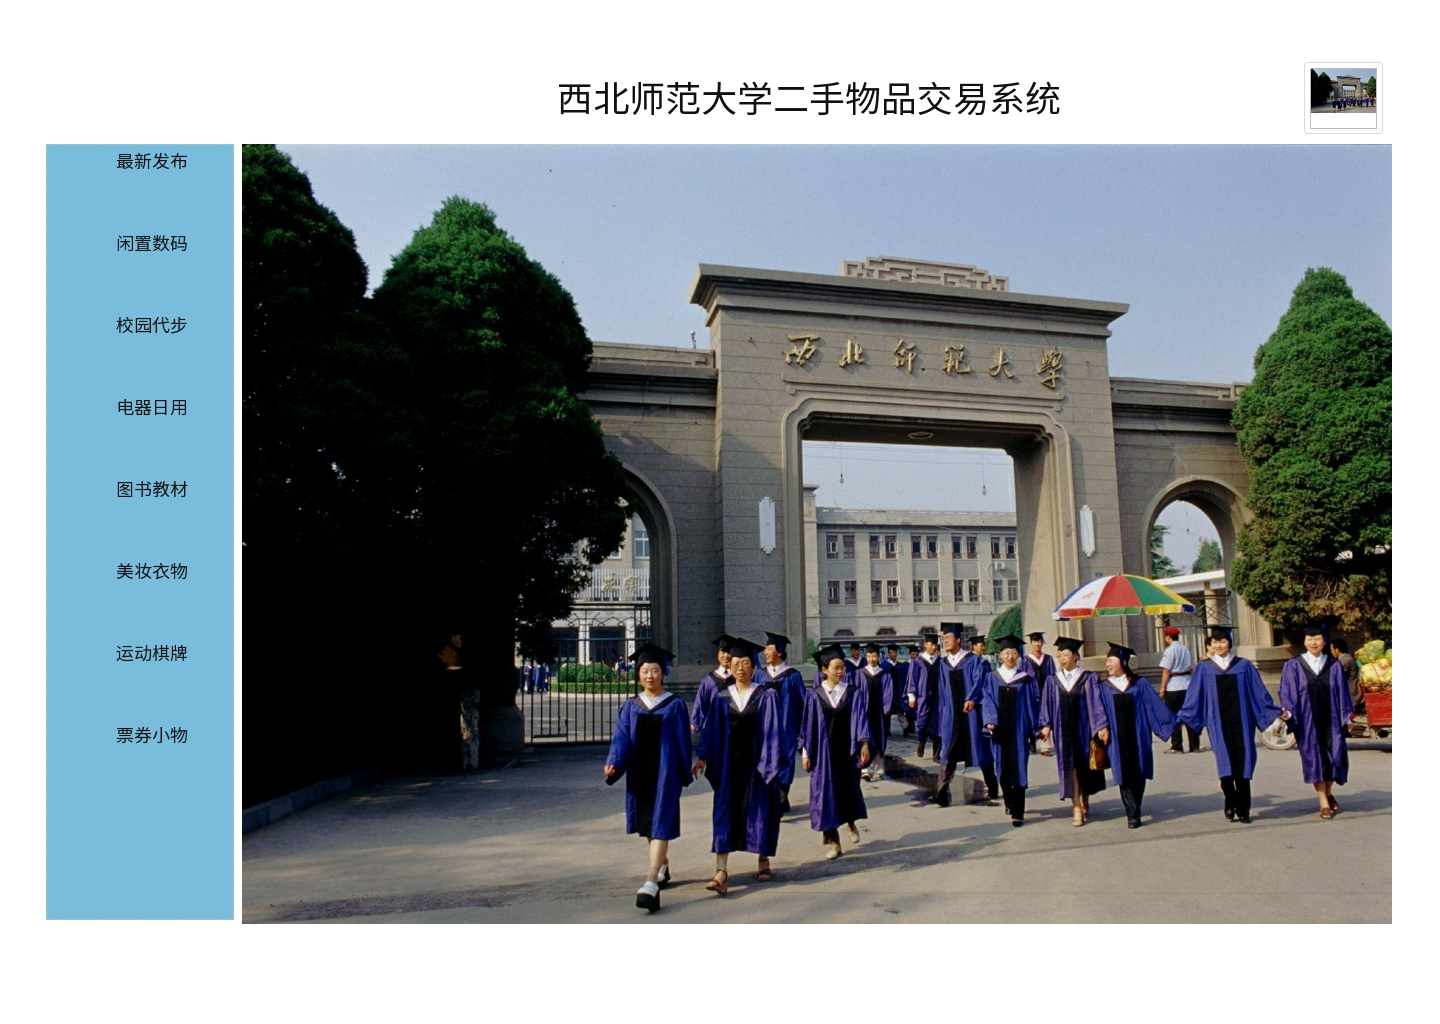 西北师范大学二手物品交易系统
最新发布
闲置数码
校园代步
电器日用
图书教材
美妆衣物
运动棋牌
票券小物
西北师範大學